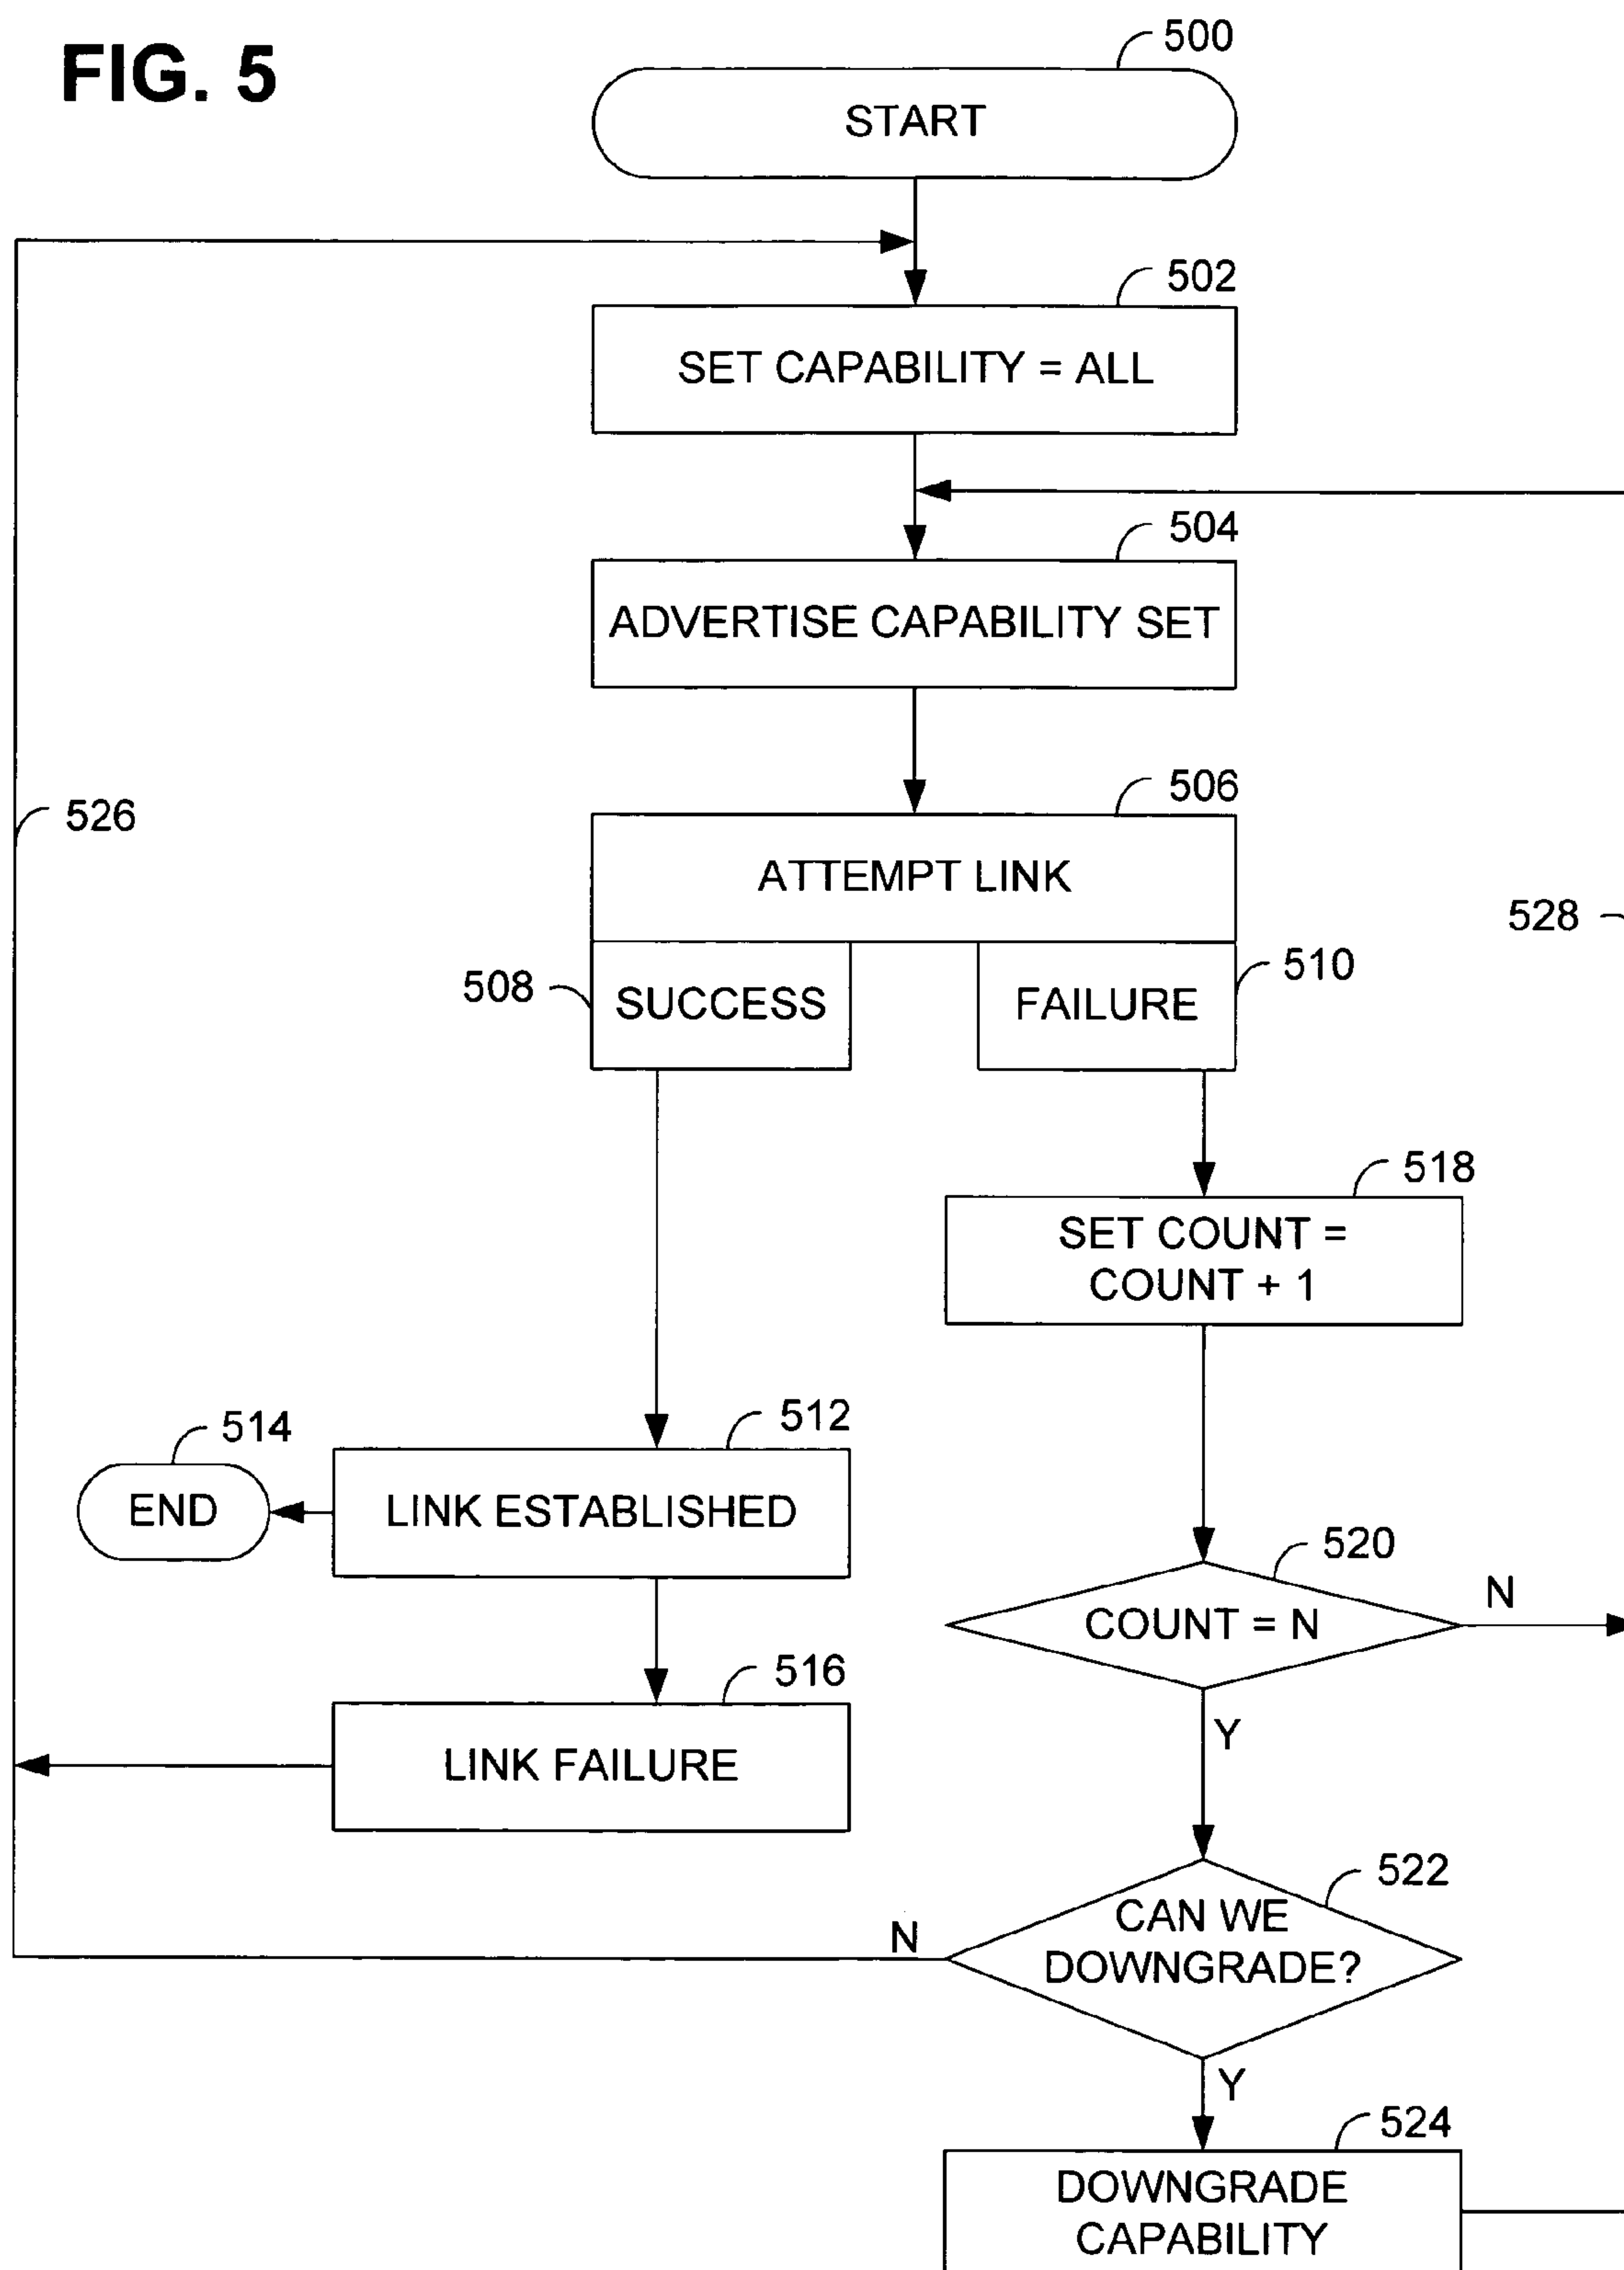 FIG. 5
500
START
502
SET CAPABILITY = ALL
504
ADVERTISE CAPABILITY SET
506
526
ATTEMPT LINK
528
508
SUCCESS
FAILURE
510
518
SET COUNT =
COUNT + 1
514
512
END
LINK ESTABLISHED
520
COUNT = N
N
516
LINK FAILURE
Y
522
CAN WE
DOWNGRADE?
N
Y
524
DOWNGRADE
CAPABILITY